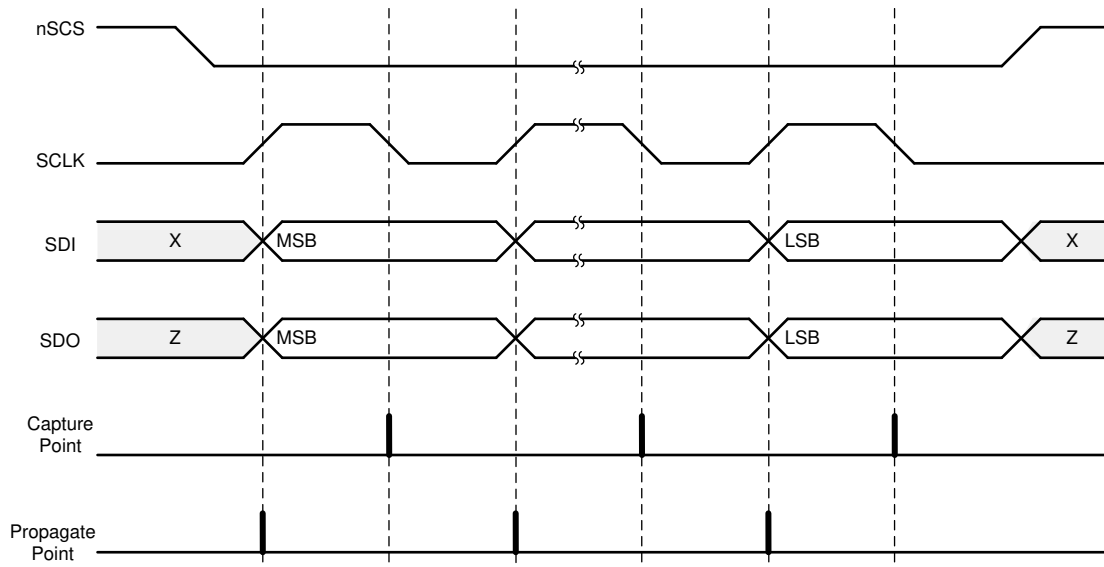 nSCS
SCLK
SDI X MSB LSB X
SDO Z MSB LSB Z
Capture
Point
Propagate
Point